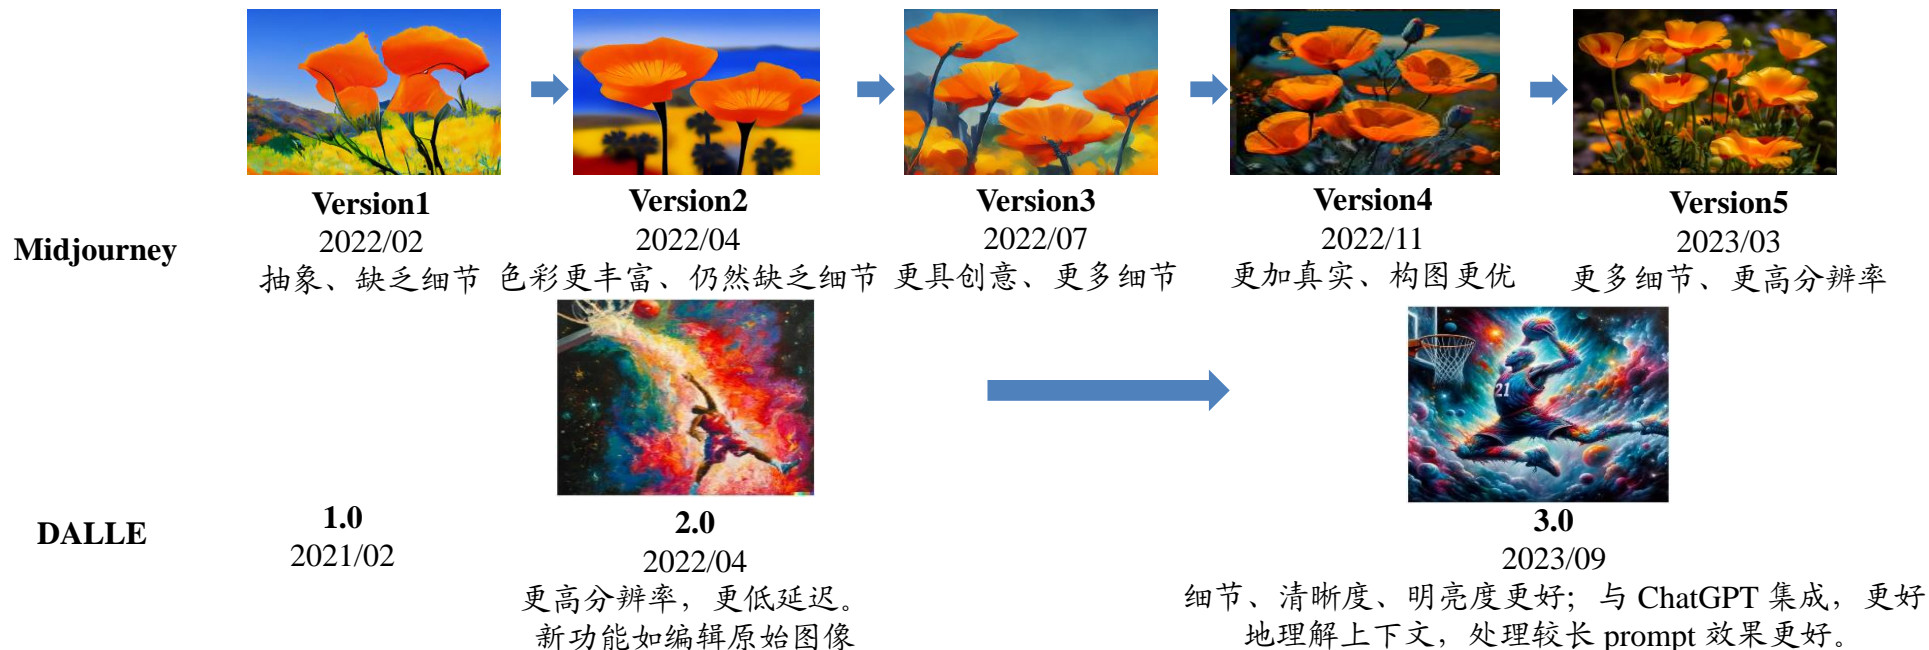 Version1
Version2
Version3
Version4
Version5
Midjourney
2022/02
2022/04
2022/07
2022/11
2023/03
抽象、缺乏细节
色彩更丰富、仍然缺乏细节
更具创意、更多细节
更加真实、构图更优
更多细节、更高分辨率
21
DALLE
1.0
2021/02
2.0
2022/04
更高分辨率，更低延迟。
新功能如编辑原始图像
3.0
2023/09
细节、清晰度、明亮度更好；与 ChatGPT 集成，更好
地理解上下文，处理较长 prompt 效果更好。